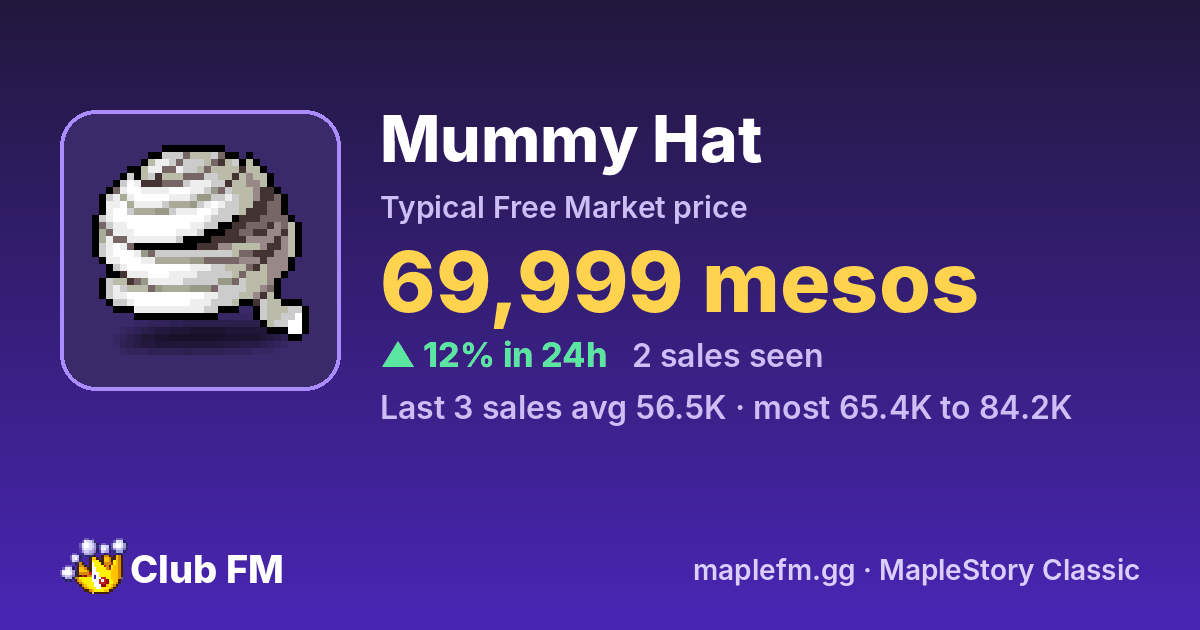 Mummy Hat
Typical Free Market price
69,999 mesos
▲ 12% in 24h 2 sales seen
Last 3 sales avg 56.5K · most 65.4K to 84.2K
Club FM
maplefm.gg · MapleStory Classic